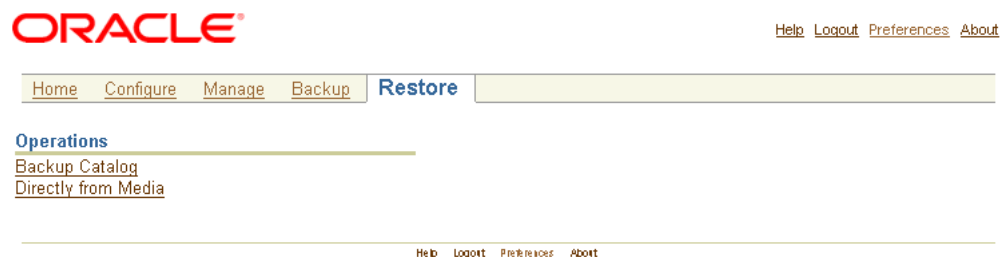 ORACLE
Help Logout Preferences About
Home Configure Manage Backup Restore
Operations
Backup Catalog
Directly from Media
Help Logout Preferences About